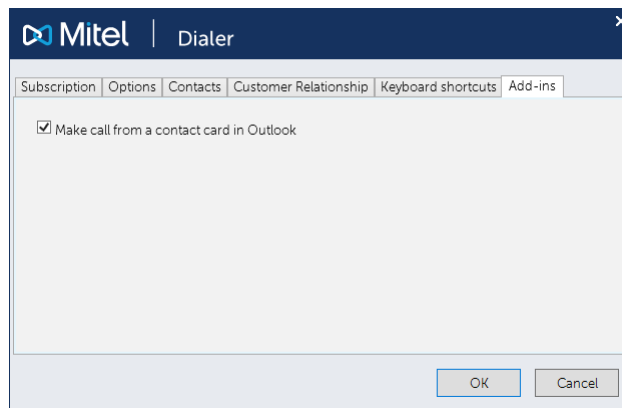 Mitel | Dialer
Subscription Options Contacts Customer Relationship Keyboard shortcuts Add-ins
Make call from a contact card in Outlook
OK Cancel